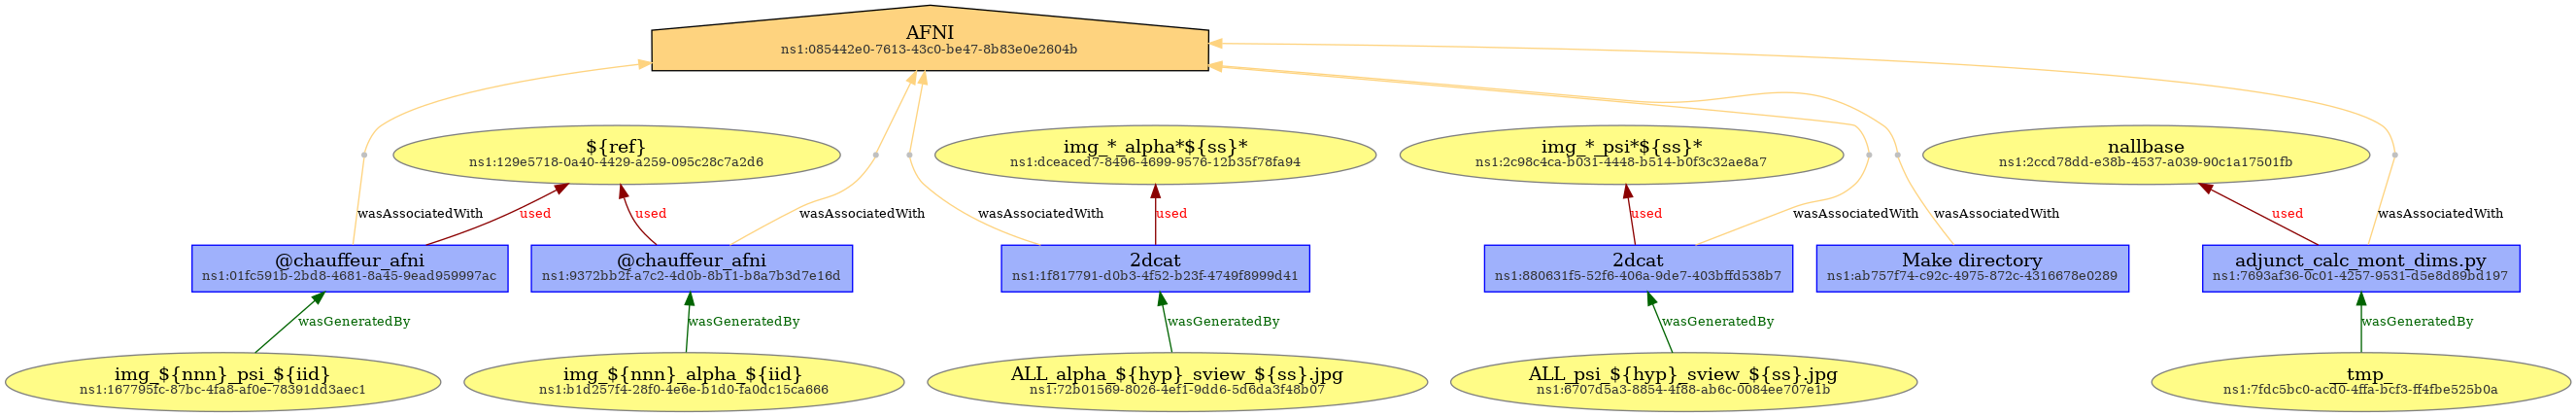 AFNI
ns1:085442e0-7613-43c0-be47-8b83e0e2604b
${ref}
ns1:129e5718-0a40-4429-a259-095c28c7a2d6
img_*_alpha*${ss}*
ns1:dceaced7-8496-4699-9576-12b35f78fa94
img_*_psi*${ss}*
ns1:2c98c4ca-b031-4448-b514-b0f3c32ae8a7
nallbase
ns1:2ccd78dd-e38b-4537-a039-90c1a17501fb
wasAssociatedWith
used
used
wasAssociatedWith
wasAssociatedWith
used
used
wasAssociatedWith
wasAssociatedWith
used
wasAssociatedWith
@chauffeur_afni
ns1:01fc591b-2bd8-4681-8a45-9ead959997ac
@chauffeur_afni
ns1:9372bb2f-a7c2-4d0b-8b11-b8a7b3d7e16d
2dcat
ns1:1f817791-d0b3-4f52-b23f-4749f8999d41
2dcat
ns1:880631f5-52f6-406a-9de7-403bffd538b7
Make directory
ns1:ab757f74-c92c-4975-872c-4316678e0289
adjunct_calc_mont_dims.py
ns1:7693af36-0c01-4257-9531-d5e8d89bd197
wasGeneratedBy
wasGeneratedBy
wasGeneratedBy
wasGeneratedBy
wasGeneratedBy
img_${nnn}_psi_${iid}
ns1:167795fc-87bc-4fa8-af0e-78391dd3aec1
img_${nnn}_alpha_${iid}
ns1:b1d257f4-28f0-4e6e-b1d0-fa0dc15ca666
ALL_alpha_${hyp}_sview_${ss}.jpg
ns1:72b01569-8026-4ef1-9dd6-5d6da3f48b07
ALL_psi_${hyp}_sview_${ss}.jpg
ns1:6707d5a3-8854-4f88-ab6c-0084ee707e1b
__tmp_
ns1:7fdc5bc0-acd0-4ffa-bcf3-ff4fbe525b0a